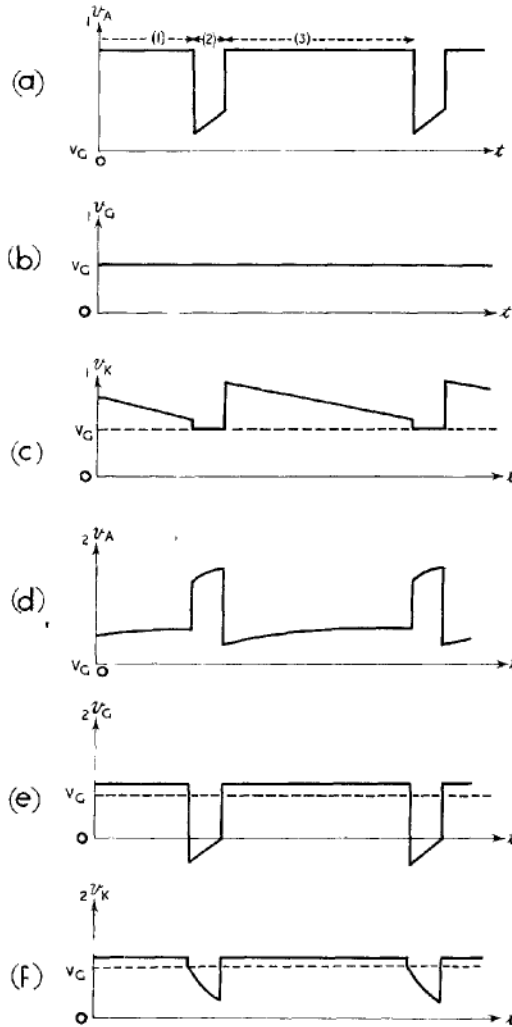 1vA
(1) (2) (3)
(a)
VG
O
t
1vG
(b)
VG
O
t
1vK
(c)
VG
O
t
2vA
(d)
VG
O
t
2vG
(e)
VG
O
t
2vK
(f)
VG
O
t